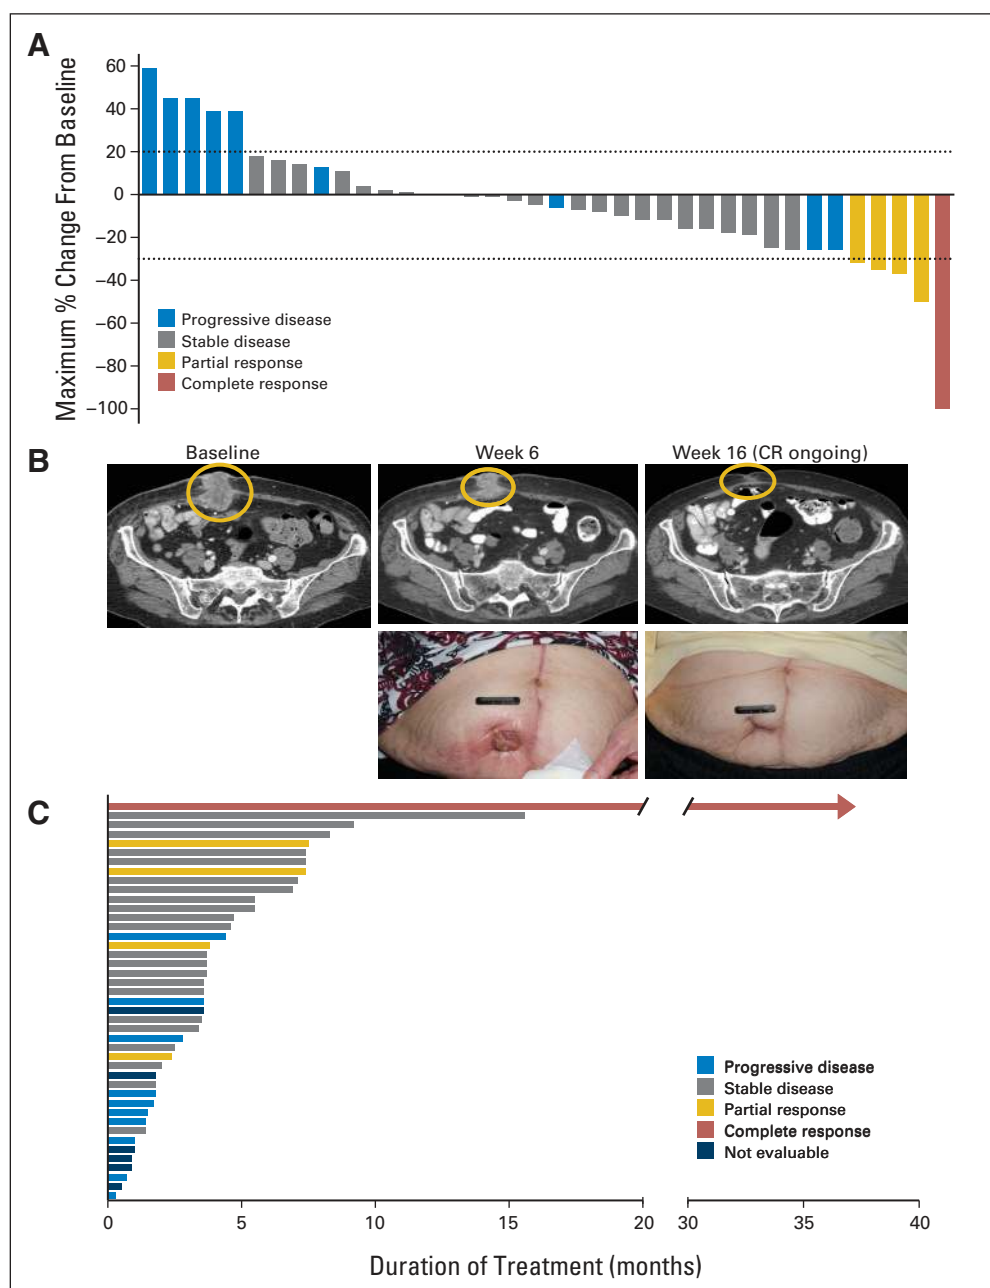 A
Maximum % Change From Baseline
60
40
20
0
−20
−40
−60
−80
−100
Progressive disease
Stable disease
Partial response
Complete response
B
Baseline
Week 6
Week 16 (CR ongoing)
C
Progressive disease
Stable disease
Partial response
Complete response
Not evaluable
0 5 10 15 20 30 35 40
Duration of Treatment (months)